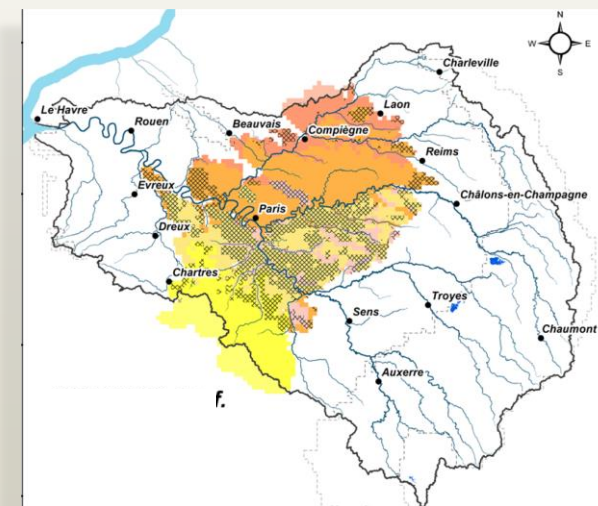 N
W E
S
Charleville
Le Havre
Rouen
Beauvais
Laon
Compiègne
Reims
Evreux
Paris
Châlons-en-Champagne
Dreux
Chartres
Troyes
Sens
Chaumont
Auxerre
f.